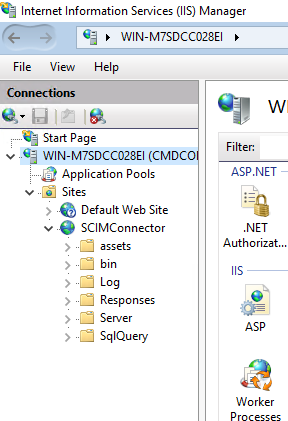 Internet Information Services (IIS) Manager
WIN-M7SDCC028EI
File View Help
Connections
Start Page
WIN-M7SDCC028EI (CMDCO
Application Pools
Sites
Default Web Site
SCIMConnector
assets
bin
Log
Responses
Server
SqlQuery
WI
Filter:
ASP.NET
.NET
Authorizat...
IIS
ASP
Worker
Processes